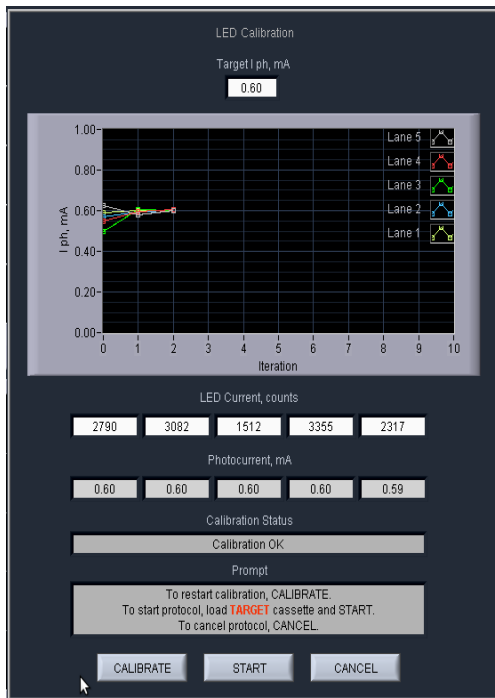 LED Calibration
Target I ph, mA
0.60
1.00
0.80
0.60
0.40
0.20
0.00
I ph, mA
0 1 2 3 4 5 6 7 8 9 10
Iteration
Lane 5
Lane 4
Lane 3
Lane 2
Lane 1
LED Current, counts
2790 3082 1512 3355 2317
Photocurrent, mA
0.60 0.60 0.60 0.60 0.59
Calibration Status
Calibration OK
Prompt
To restart calibration, CALIBRATE.
To start protocol, load TARGET cassette and START.
To cancel protocol, CANCEL.
CALIBRATE START CANCEL